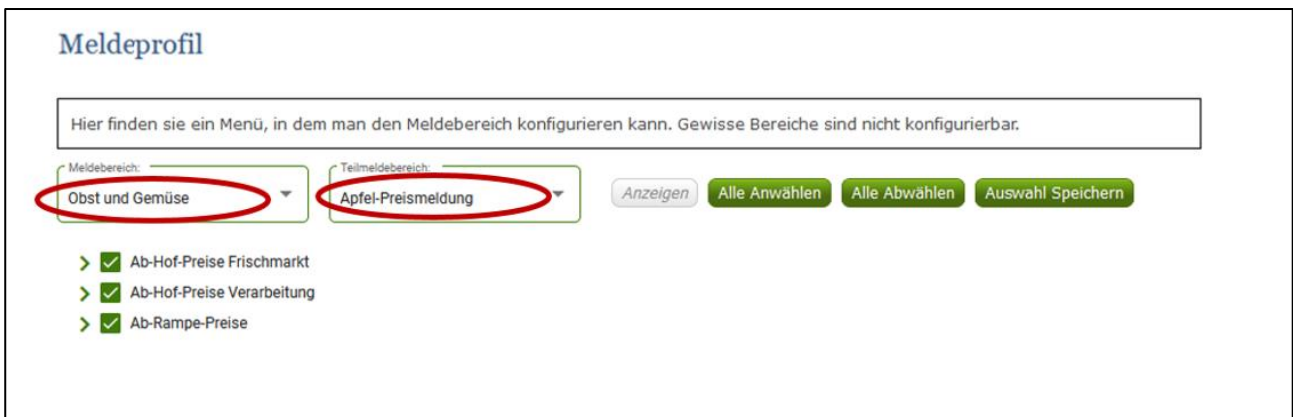 Meldeprofil
Hier finden sie ein Menü, in dem man den Meldebereich konfigurieren kann. Gewisse Bereiche sind nicht konfigurierbar.
Meldebereich: Teilmeldebereich:
Obst und Gemüse Apfel-Preismeldung Anzeigen Alle Anwählen Alle Abwählen Auswahl Speichern
Ab-Hof-Preise Frischmarkt
Ab-Hof-Preise Verarbeitung
Ab-Rampe-Preise